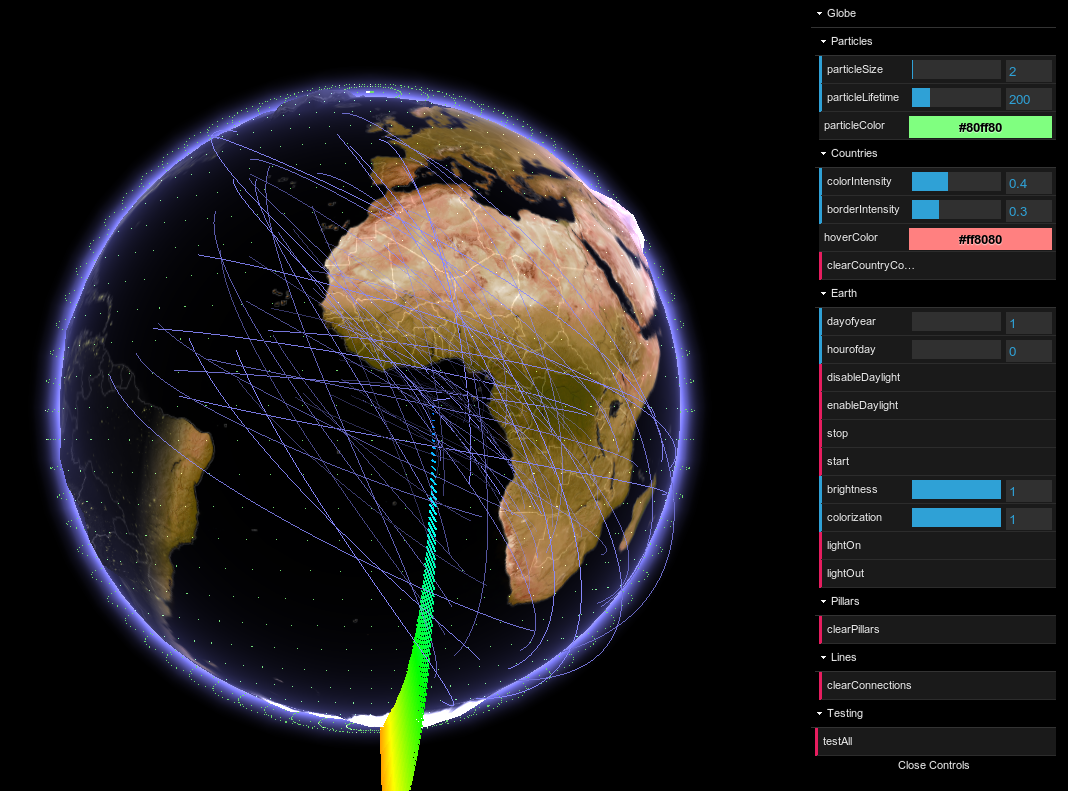 Globe
Particles
particleSize 2
particleLifetime 200
particleColor #80ff80
Countries
colorIntensity 0.4
borderIntensity 0.3
hoverColor #ff8080
clearCountryCo...
Earth
dayofyear 1
hourofday 0
disableDaylight
enableDaylight
stop
start
brightness 1
colorization 1
lightOn
lightOut
Pillars
clearPillars
Lines
clearConnections
Testing
testAll
Close Controls